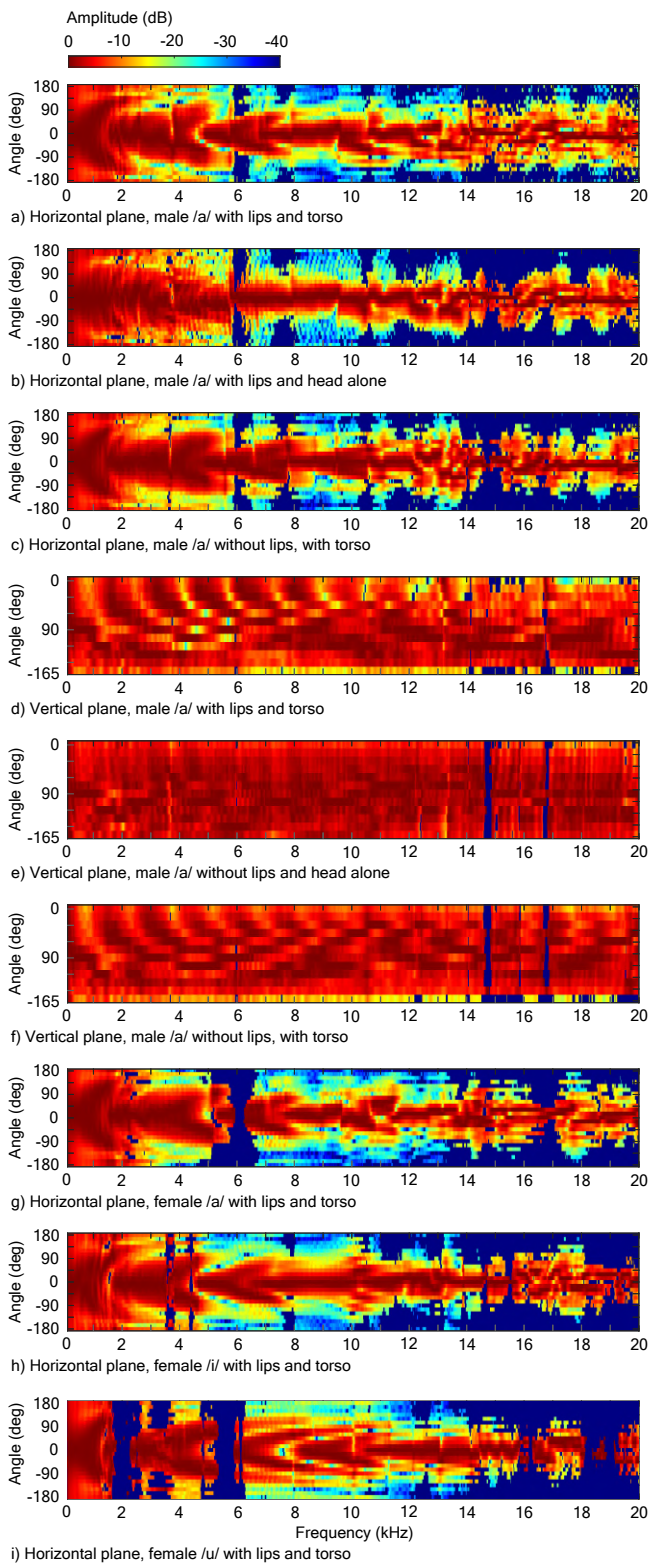 Amplitude (dB)
0 -10 -20 -30 -40
180
90
0
-90
-180
Angle (deg)
0 2 4 6 8 10 12 14 16 18 20
a) Horizontal plane, male /a/ with lips and torso
180
90
0
-90
-180
Angle (deg)
0 2 4 6 8 10 12 14 16 18 20
b) Horizontal plane, male /a/ with lips and head alone
180
90
0
-90
-180
Angle (deg)
0 2 4 6 8 10 12 14 16 18 20
c) Horizontal plane, male /a/ without lips, with torso
0
90
-165
Angle (deg)
0 2 4 6 8 10 12 14 16 18 20
d) Vertical plane, male /a/ with lips and torso
0
90
-165
Angle (deg)
0 2 4 6 8 10 12 14 16 18 20
e) Vertical plane, male /a/ without lips and head alone
0
90
-165
Angle (deg)
0 2 4 6 8 10 12 14 16 18 20
f) Vertical plane, male /a/ without lips, with torso
180
90
0
-90
-180
Angle (deg)
0 2 4 6 8 10 12 14 16 18 20
g) Horizontal plane, female /a/ with lips and torso
180
90
0
-90
-180
Angle (deg)
0 2 4 6 8 10 12 14 16 18 20
h) Horizontal plane, female /i/ with lips and torso
180
90
0
-90
-180
Angle (deg)
0 2 4 6 8 10 12 14 16 18 20
Frequency (kHz)
i) Horizontal plane, female /u/ with lips and torso